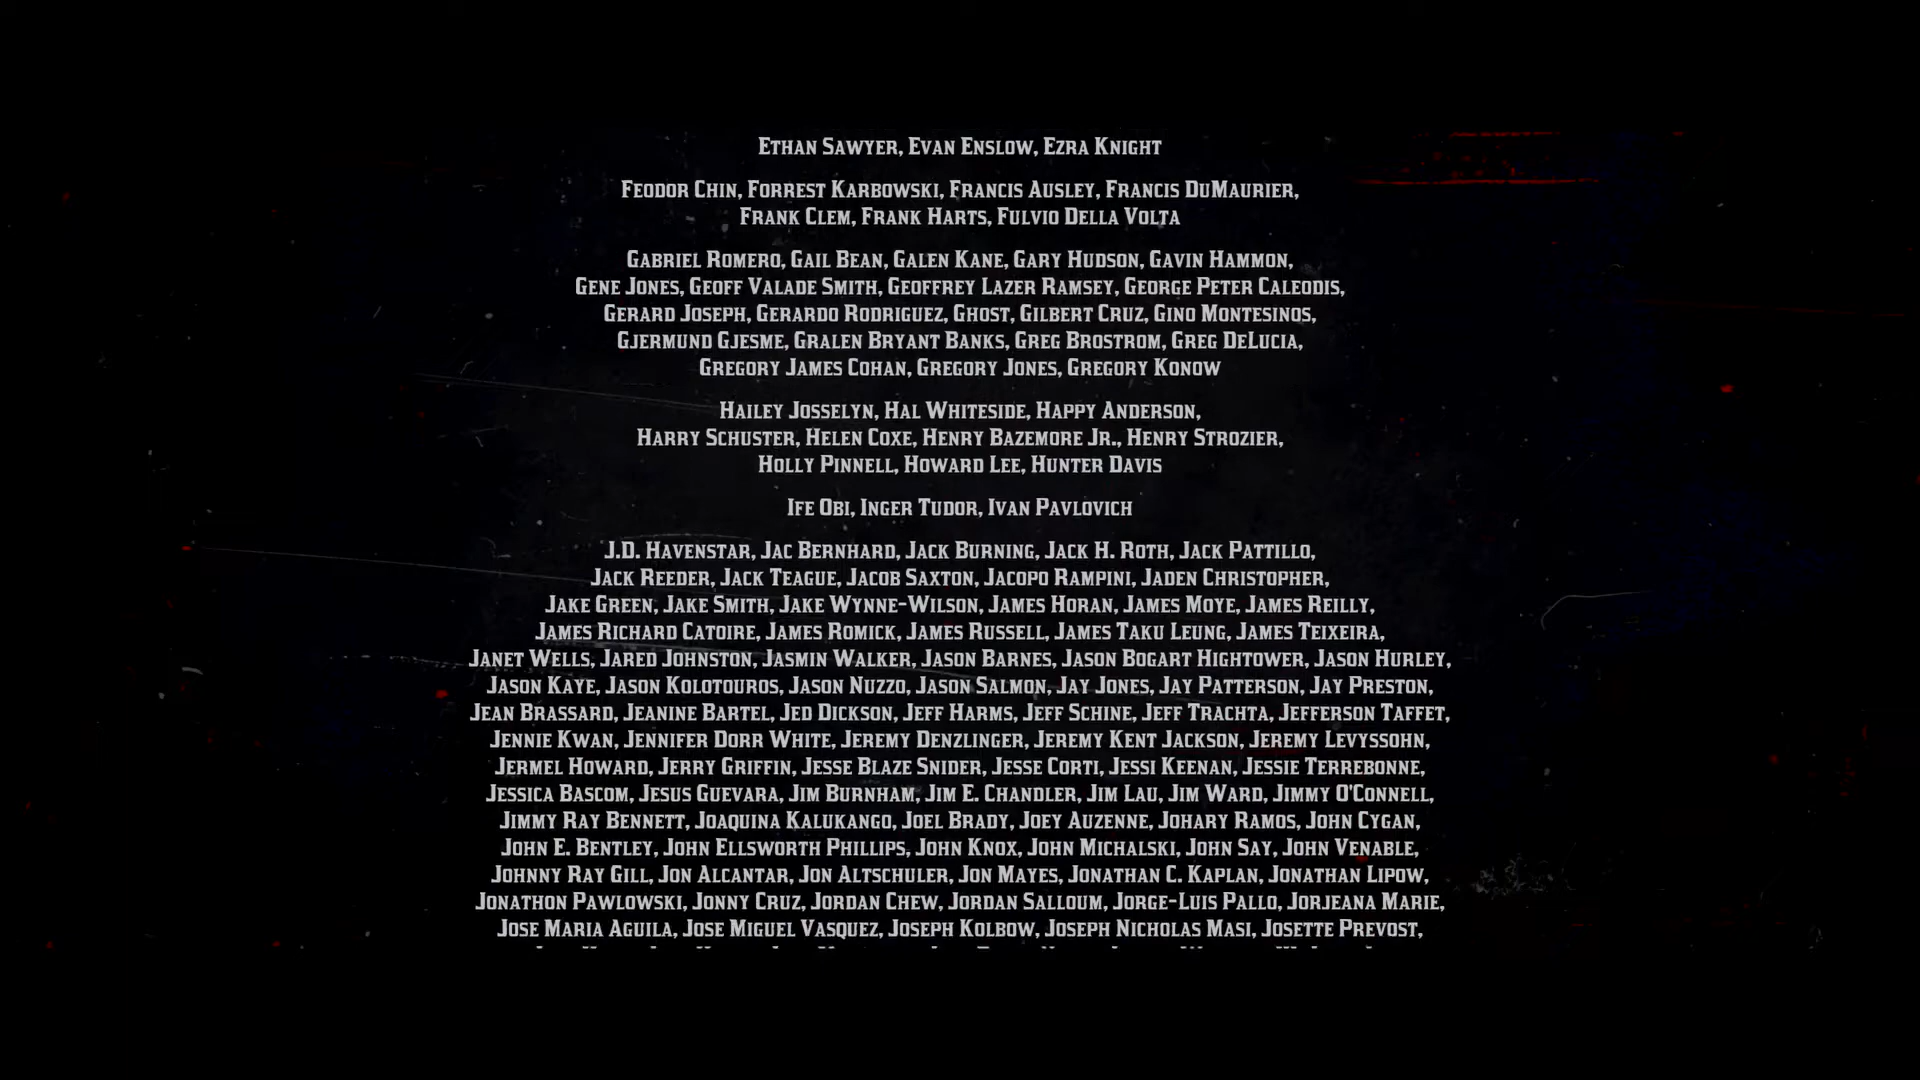 Ethan Sawyer, Evan Enslow, Ezra Knight
Feodor Chin, Forrest Karbowski, Francis Ausley, Francis DuMaurier,
Frank Clem, Frank Harts, Fulvio Della Volta
Gabriel Romero, Gail Bean, Galen Kane, Gary Hudson, Gavin Hammon,
Gene Jones, Geoff Valade Smith, Geoffrey Lazer Ramsey, George Peter Caleodis,
Gerard Joseph, Gerardo Rodriguez, Ghost, Gilbert Cruz, Gino Montesinos,
Gjermund Gjesme, Gralen Bryant Banks, Greg Brostrom, Greg DeLucia,
Gregory James Cohan, Gregory Jones, Gregory Konow
Hailey Josselyn, Hal Whiteside, Happy Anderson,
Harry Schuster, Helen Coxe, Henry Bazemore Jr., Henry Strozier,
Holly Pinnell, Howard Lee, Hunter Davis
Ife Obi, Inger Tudor, Ivan Pavlovich
J.D. Havenstar, Jac Bernhard, Jack Burning, Jack H. Roth, Jack Pattillo,
Jack Reeder, Jack Teague, Jacob Saxton, Jacopo Rampini, Jaden Christopher,
Jake Green, Jake Smith, Jake Wynne-Wilson, James Horan, James Moye, James Reilly,
James Richard Catoire, James Romick, James Russell, James Taku Leung, James Teixeira,
Janet Wells, Jared Johnston, Jasmin Walker, Jason Barnes, Jason Bogart Hightower, Jason Hurley,
Jason Kaye, Jason Kolotouros, Jason Nuzzo, Jason Salmon, Jay Jones, Jay Patterson, Jay Preston,
Jean Brassard, Jeanine Bartel, Jed Dickson, Jeff Harms, Jeff Schine, Jeff Trachta, Jefferson Taffet,
Jennie Kwan, Jennifer Dorr White, Jeremy Denzlinger, Jeremy Kent Jackson, Jeremy Levyssohn,
Jermel Howard, Jerry Griffin, Jesse Blaze Snider, Jesse Corti, Jessi Keenan, Jessie Terrebonne,
Jessica Bascom, Jesus Guevara, Jim Burnham, Jim E. Chandler, Jim Lau, Jim Ward, Jimmy O'Connell,
Jimmy Ray Bennett, Joaquina Kalukango, Joel Brady, Joey Auzenne, Johary Ramos, John Cygan,
John E. Bentley, John Ellsworth Phillips, John Knox, John Michalski, John Say, John Venable,
Johnny Ray Gill, Jon Alcantar, Jon Altschuler, Jon Mayes, Jonathan C. Kaplan, Jonathan Lipow,
Jonathon Pawlowski, Jonny Cruz, Jordan Chew, Jordan Salloum, Jorge-Luis Pallo, Jorjeana Marie,
Jose Maria Aguila, Jose Miguel Vasquez, Joseph Kolbow, Joseph Nicholas Masi, Josette Prevost,